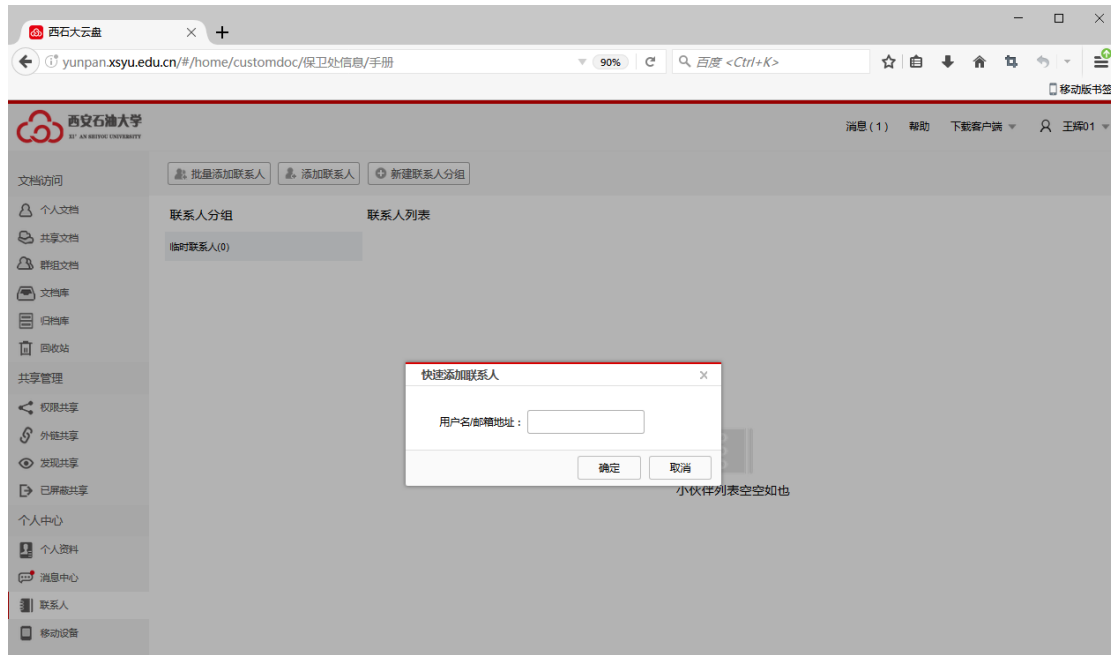 西石大云盘
yunpan.xsyu.edu.cn/#/home/customdoc/保卫处信息/手册
90%
百度 <Ctrl+K>
移动版书签
西安石油大学
XI'AN SHIYOU UNIVERSITY
消息(1) 帮助 下载客户端 王辉01
文档访问
批量添加联系人 添加联系人 新建联系人分组
个人文档
联系人分组 联系人列表
共享文档
临时联系人(0)
群组文档
文档库
归档库
回收站
共享管理
快速添加联系人
权限共享
用户名/邮箱地址：
外链共享
发现共享
确定 取消
已屏蔽共享
小伙伴列表空空如也
个人中心
个人资料
消息中心
联系人
移动设备